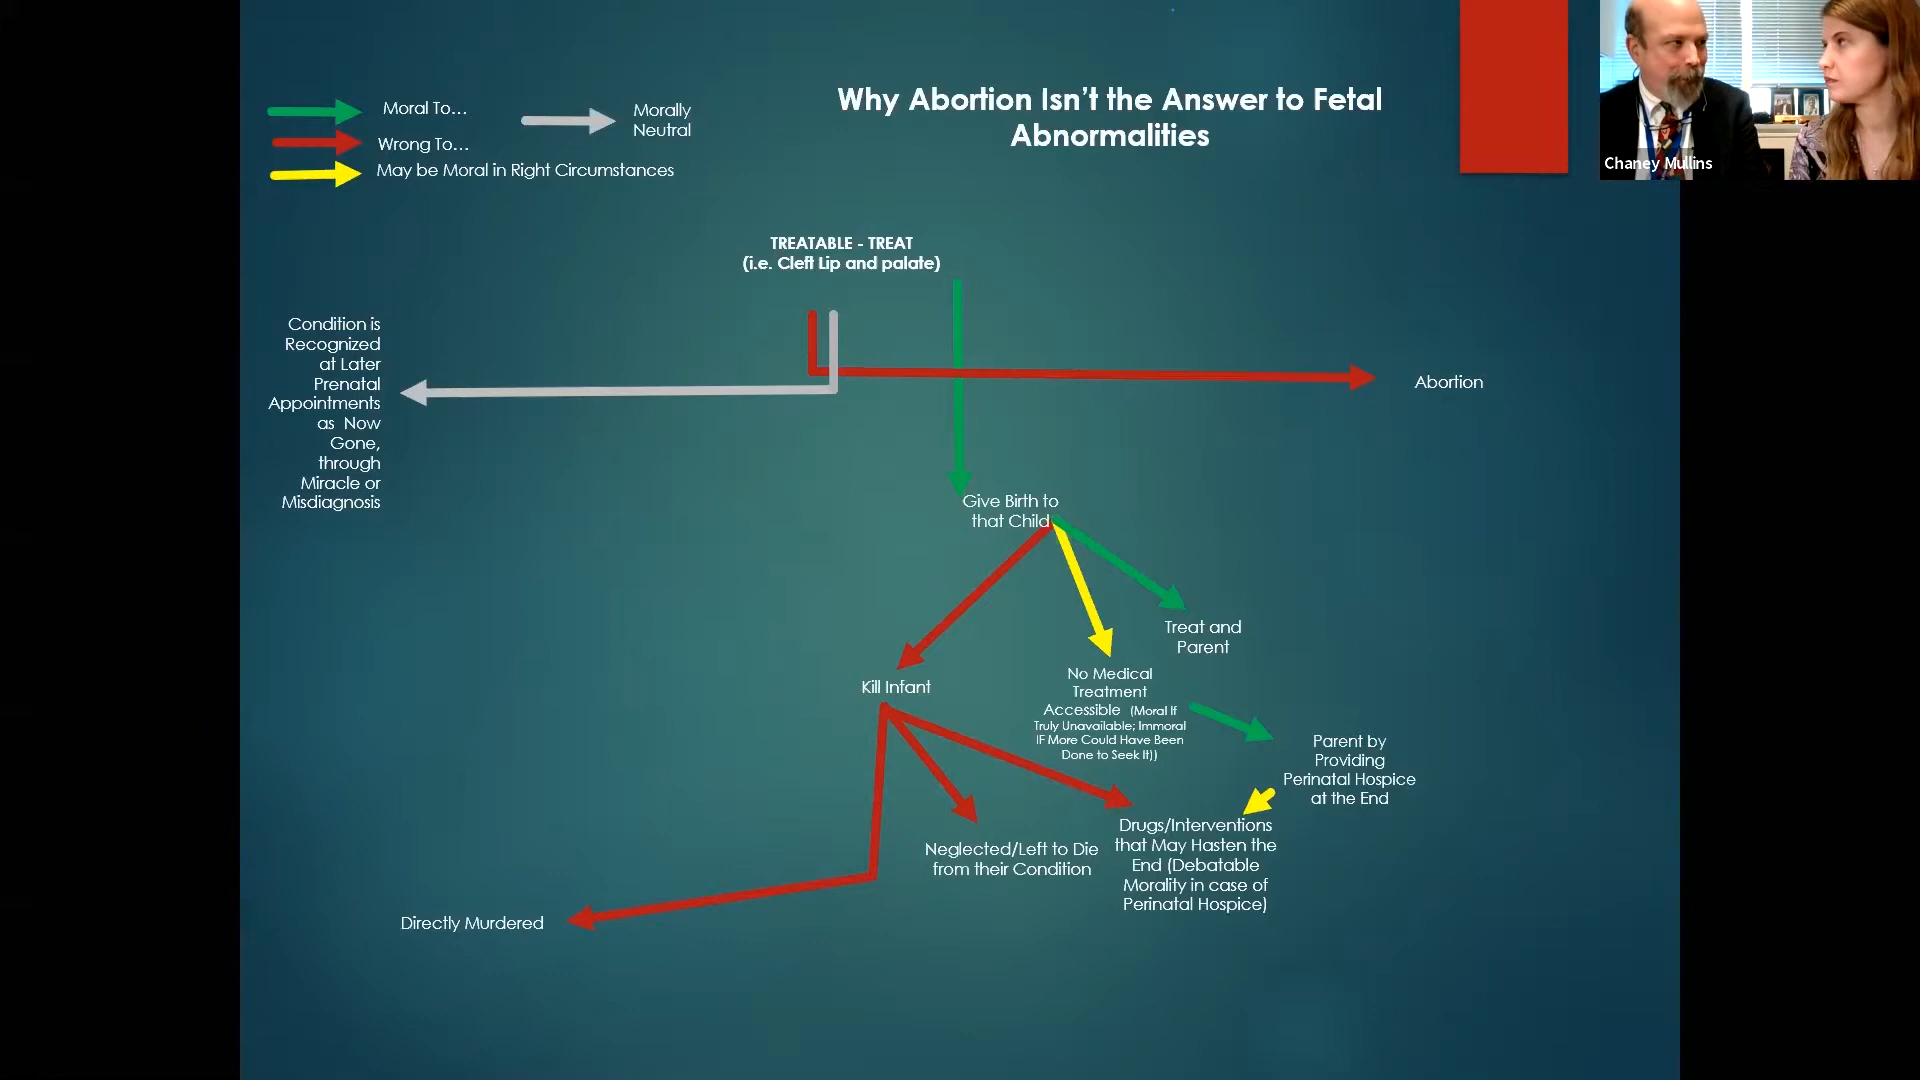 Why Abortion Isn't the Answer to Fetal
Abnormalities
Moral To...
Wrong To...
May be Moral in Right Circumstances
Morally
Neutral
Chaney Mullins
TREATABLE - TREAT
(i.e. Cleft Lip and palate)
Condition is
Recognized
at Later
Prenatal
Appointments
as Now
Gone,
through
Miracle or
Misdiagnosis
Abortion
Give Birth to
that Child
Treat and
Parent
Kill Infant
No Medical
Treatment
Accessible (Moral If
Truly Unavailable; Immoral
IF More Could Have Been
Done to Seek It))
Parent by
Providing
Perinatal Hospice
at the End
Neglected/Left to Die
from their Condition
Drugs/Interventions
that May Hasten the
End (Debatable
Morality in case of
Perinatal Hospice)
Directly Murdered